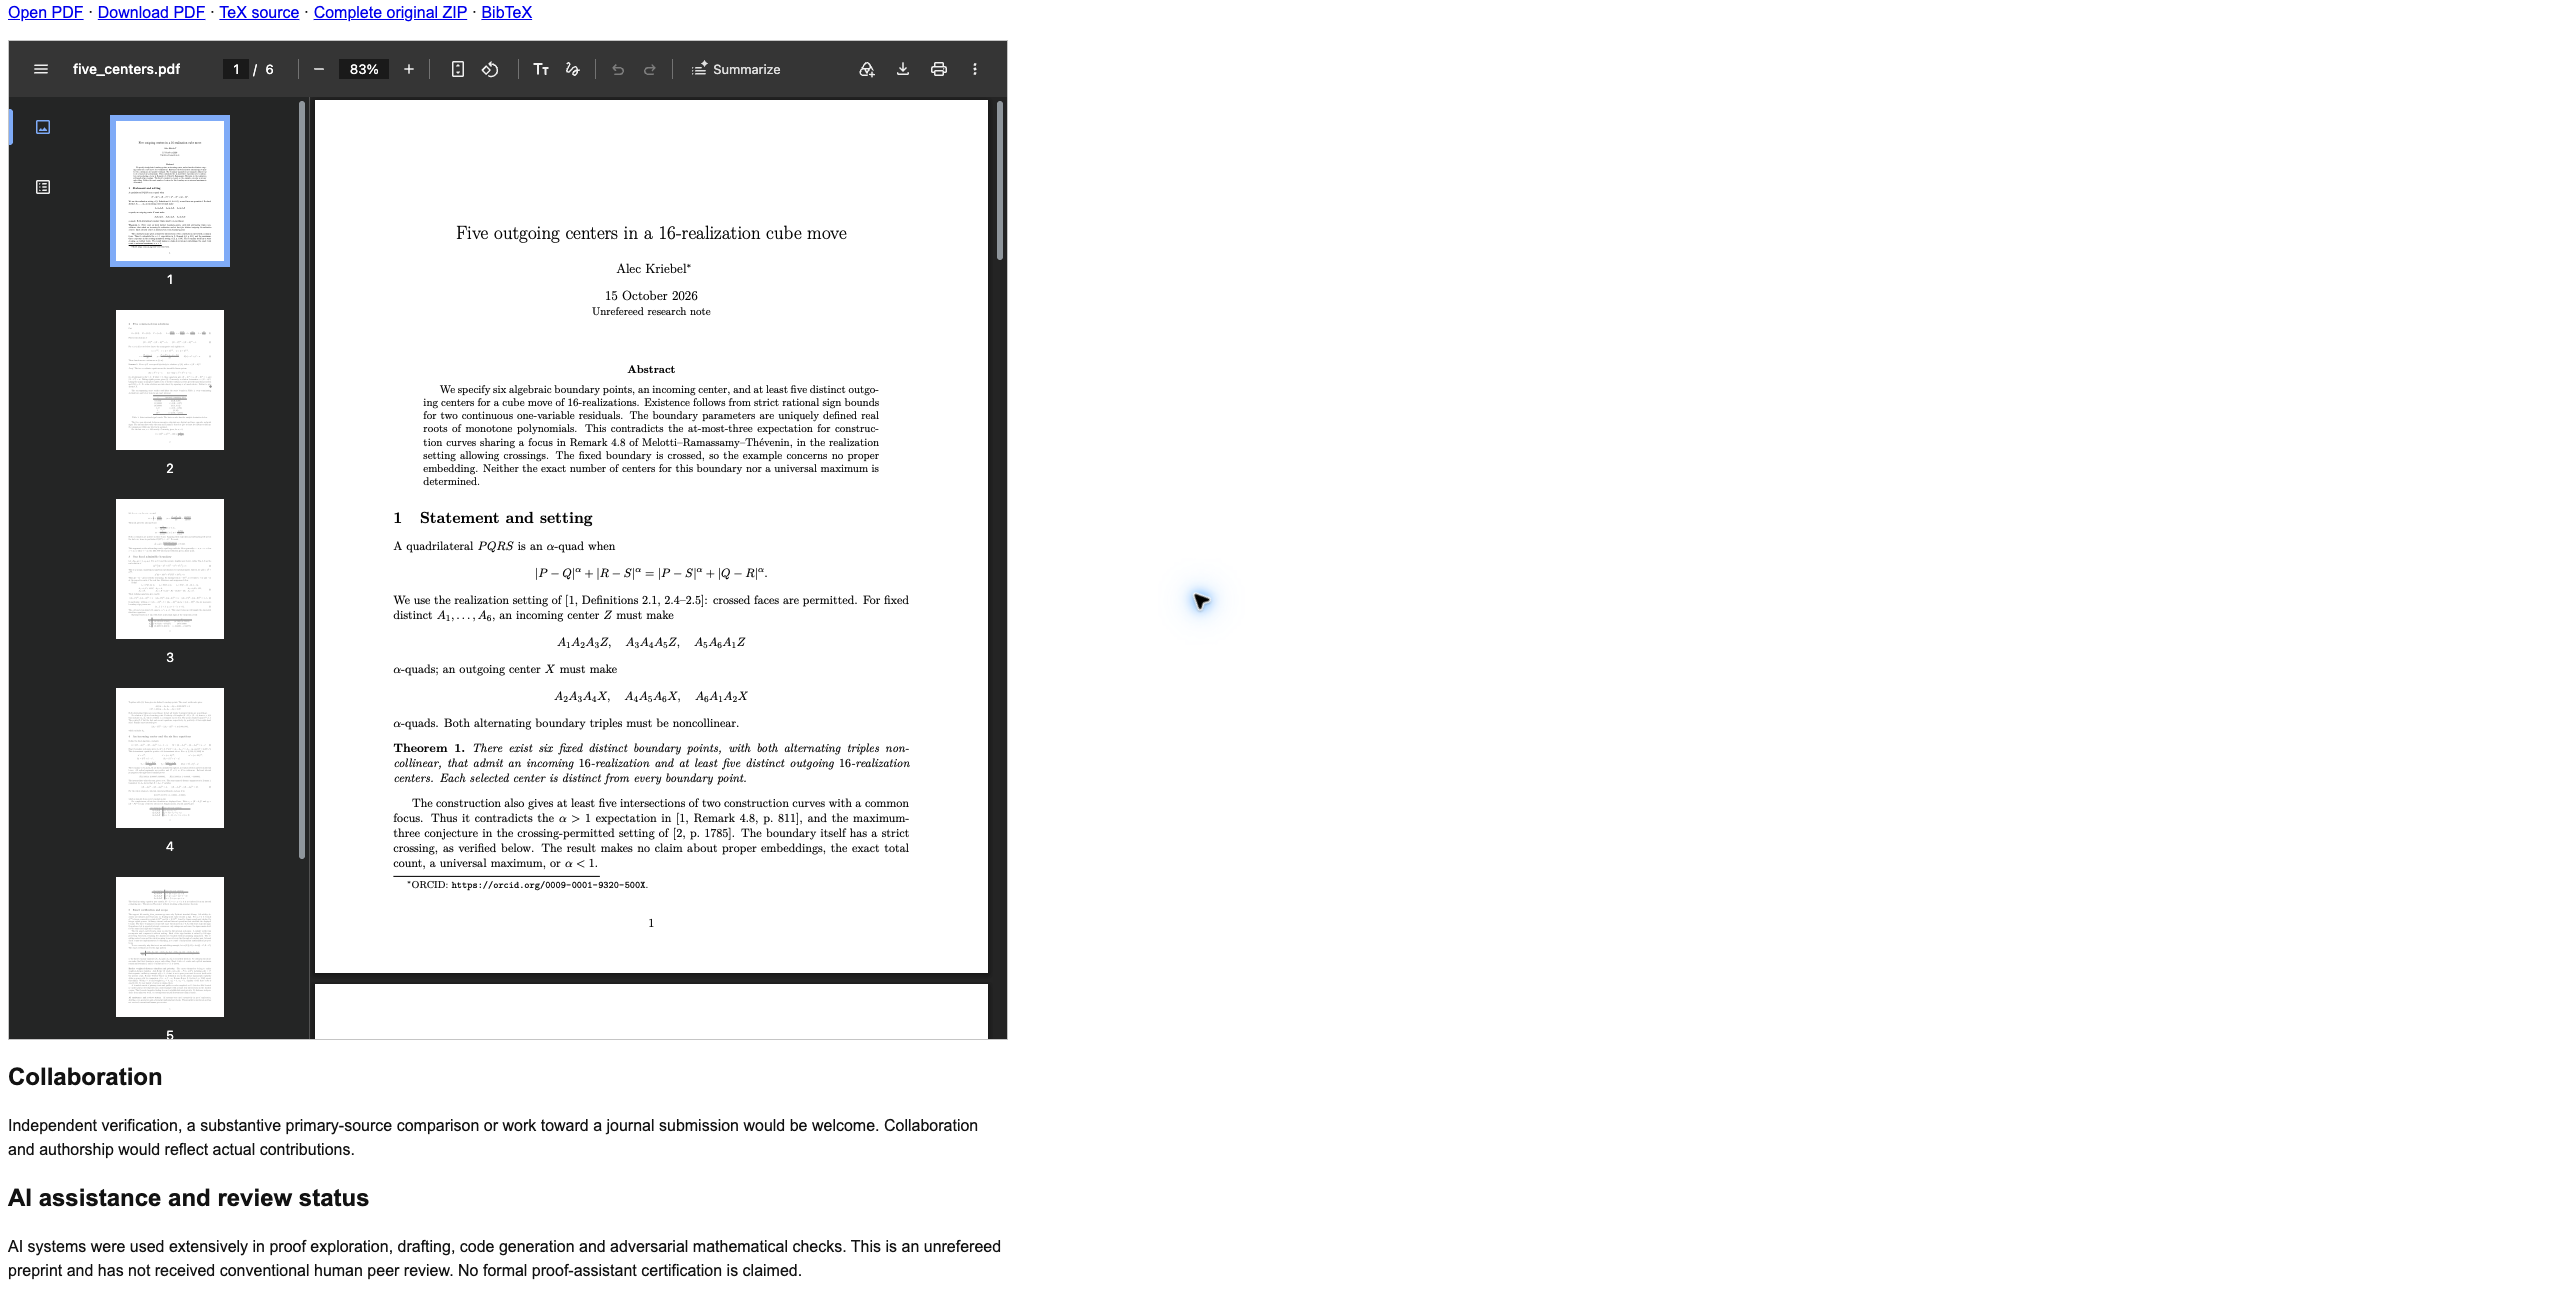 Open PDF · Download PDF · TeX source · Complete original ZIP · BibTeX
five_centers.pdf
1 / 6
83%
Summarize
1
2
3
4
5
Five outgoing centers in a 16-realization cube move
Alec Kriebel*
15 October 2026
Unrefereed research note
Abstract
We specify six algebraic boundary points, an incoming center, and at least five distinct outgo-
ing centers for a cube move of 16-realizations. Existence follows from strict rational sign bounds
for two continuous one-variable residuals. The boundary parameters are uniquely defined real
roots of monotone polynomials. This contradicts the at-most-three expectation for construc-
tion curves sharing a focus in Remark 4.8 of Melotti–Ramassamy–Thévenin, in the realization
setting allowing crossings. The fixed boundary is crossed, so the example concerns no proper
embedding. Neither the exact number of centers for this boundary nor a universal maximum is
determined.
1 Statement and setting
A quadrilateral PQRS is an α-quad when
|P − Q|^α + |R − S|^α = |P − S|^α + |Q − R|^α.
We use the realization setting of [1, Definitions 2.1, 2.4–2.5]: crossed faces are permitted. For fixed
distinct A₁, . . . , A₆, an incoming center Z must make
A₁A₂A₃Z, A₃A₄A₅Z, A₅A₆A₁Z
α-quads; an outgoing center X must make
A₂A₃A₄X, A₄A₅A₆X, A₆A₁A₂X
α-quads. Both alternating boundary triples must be noncollinear.
Theorem 1. There exist six fixed distinct boundary points, with both alternating triples non-
collinear, that admit an incoming 16-realization and at least five distinct outgoing 16-realization
centers. Each selected center is distinct from every boundary point.
The construction also gives at least five intersections of two construction curves with a common
focus. Thus it contradicts the α > 1 expectation in [1, Remark 4.8, p. 811], and the maximum-
three conjecture in the crossing-permitted setting of [2, p. 1785]. The boundary itself has a strict
crossing, as verified below. The result makes no claim about proper embeddings, the exact total
count, a universal maximum, or α < 1.
*ORCID: https://orcid.org/0009-0001-9320-500X.
1
Collaboration
Independent verification, a substantive primary-source comparison or work toward a journal submission would be welcome. Collaboration
and authorship would reflect actual contributions.
AI assistance and review status
AI systems were used extensively in proof exploration, drafting, code generation and adversarial mathematical checks. This is an unrefereed
preprint and has not received conventional human peer review. No formal proof-assistant certification is claimed.